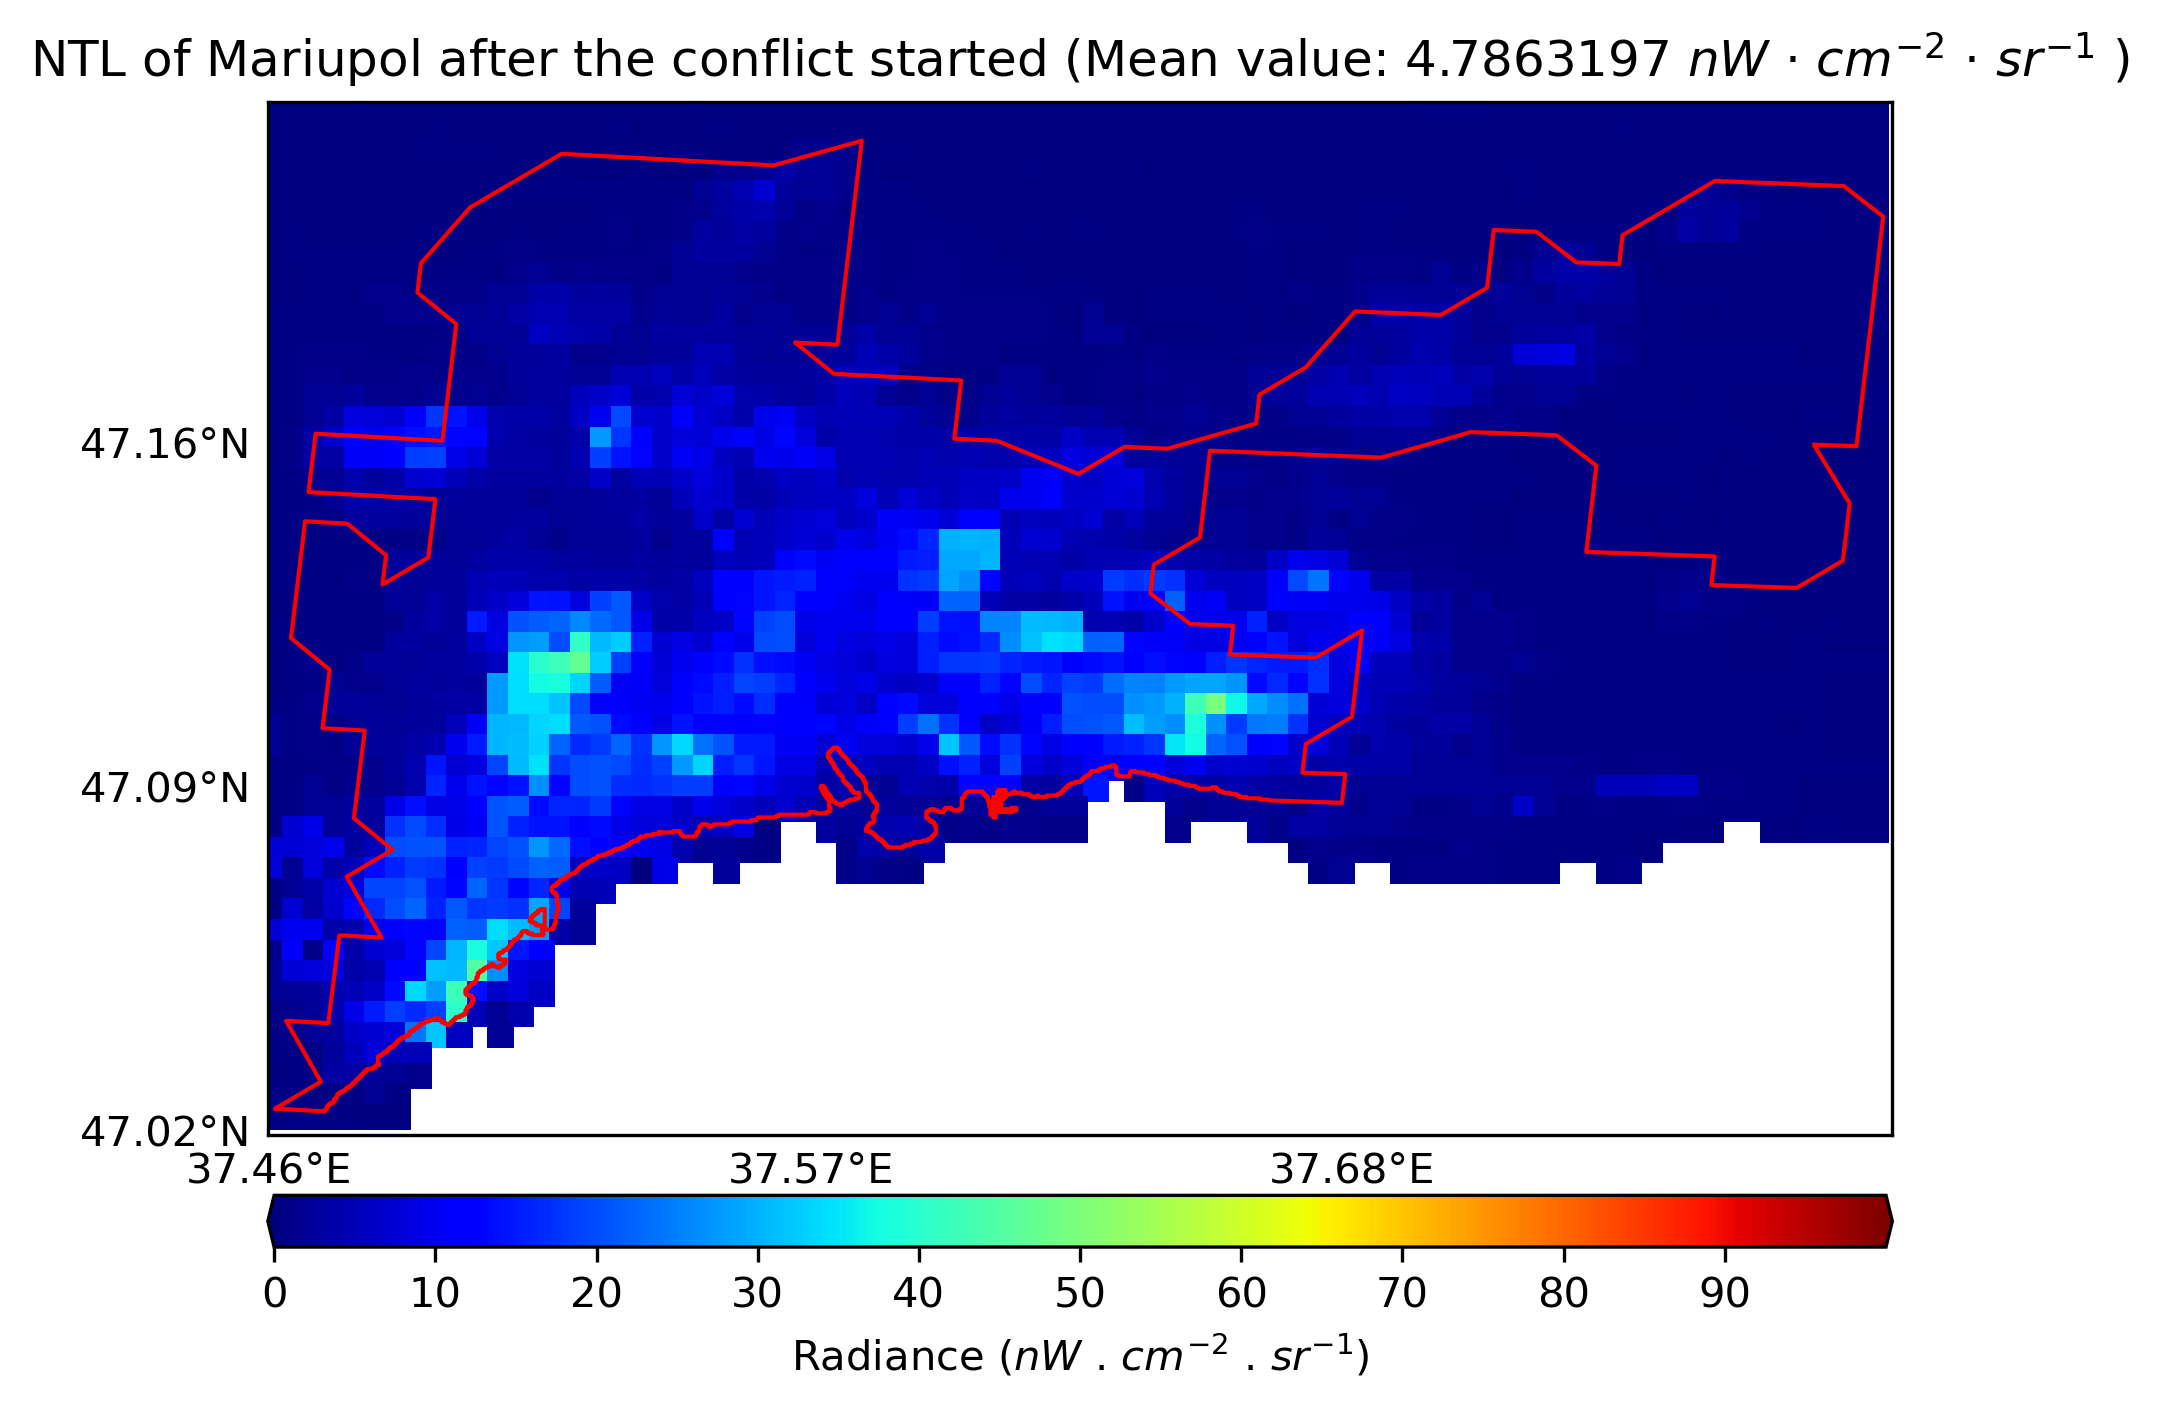 NTL of Mariupol after the conflict started (Mean value: 4.7863197 nW · cm⁻² · sr⁻¹ )
47.16°N
47.09°N
47.02°N
37.46°E 37.57°E 37.68°E
0 10 20 30 40 50 60 70 80 90
Radiance (nW . cm⁻² . sr⁻¹)